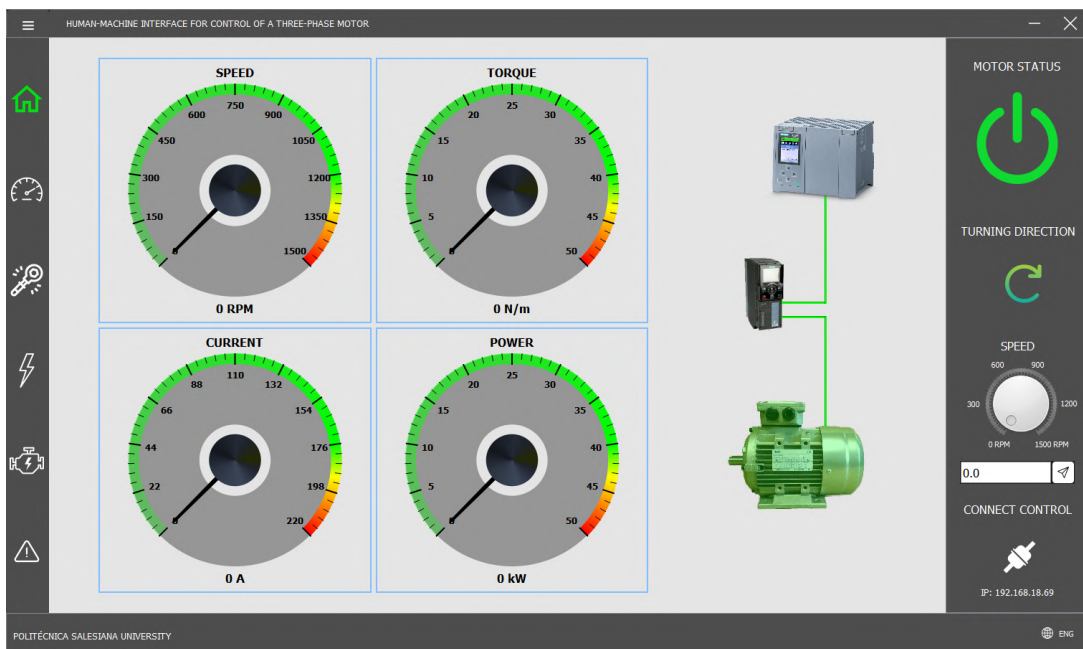 HUMAN-MACHINE INTERFACE FOR CONTROL OF A THREE-PHASE MOTOR
SPEED
0
150
300
450
600
750
900
1050
1200
1350
1500
0 RPM
TORQUE
0
5
10
15
20
25
30
35
40
45
50
0 N/m
CURRENT
0
22
44
66
88
110
132
154
176
198
220
0 A
POWER
0
5
10
15
20
25
30
35
40
45
50
0 kW
MOTOR STATUS
TURNING DIRECTION
SPEED
600 900
300 1200
0 RPM 1500 RPM
0.0
CONNECT CONTROL
IP: 192.168.18.69
POLITÉCNICA SALESIANA UNIVERSITY
ENG